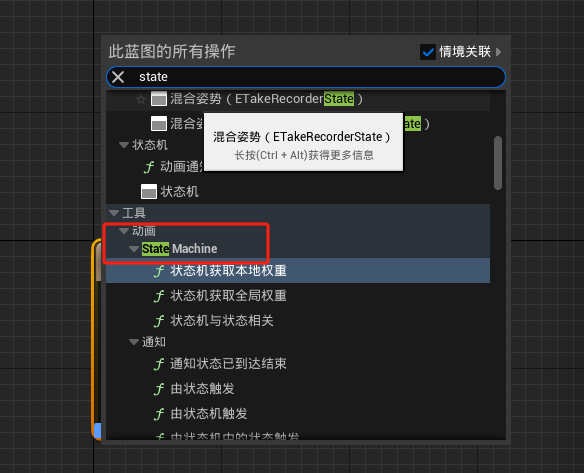 此蓝图的所有操作
情境关联
state
混合姿势（ETakeRecorderState）
混合姿
ate）
混合姿势（ETakeRecorderState）
长按(Ctrl + Alt)获得更多信息
状态机
动画通知
状态机
工具
动画
State Machine
状态机获取本地权重
状态机获取全局权重
状态机与状态相关
通知
通知状态已到达结束
由状态触发
由状态机触发
由状态机中的状态触发